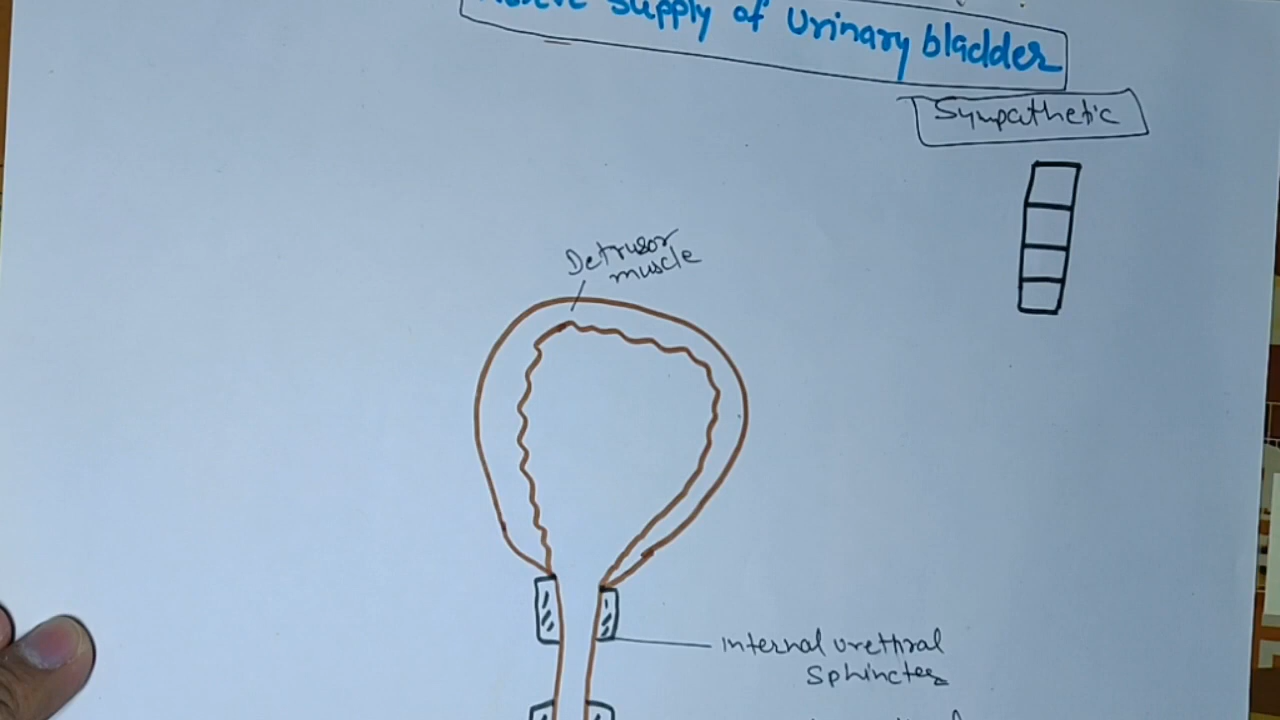 supply of Urinary bladder
Sympathetic
Detrusor
muscle
Internal urethral
Sphincter